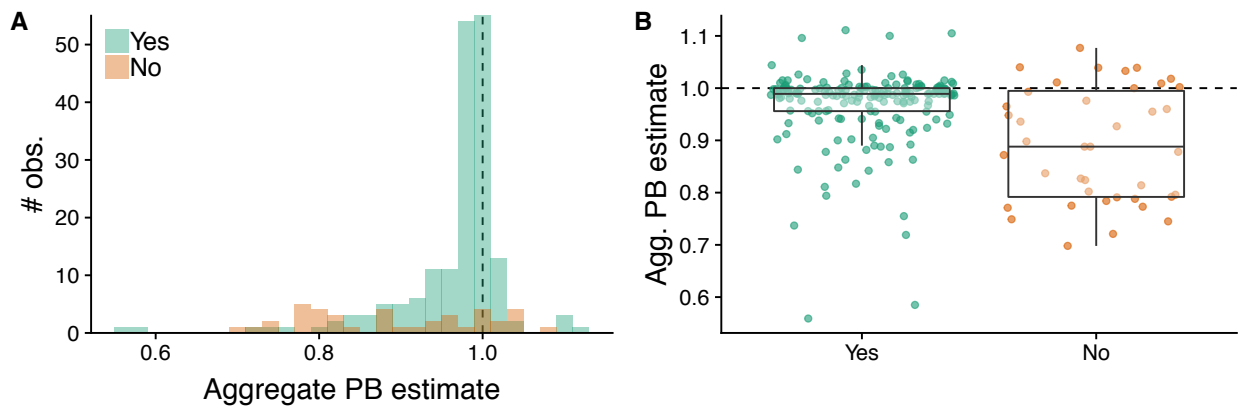 A
# obs.
50
40
30
20
10
0
Yes
No
0.6
0.8
1.0
Aggregate PB estimate
B
Agg. PB estimate
1.1
1.0
0.9
0.8
0.7
0.6
Yes
No